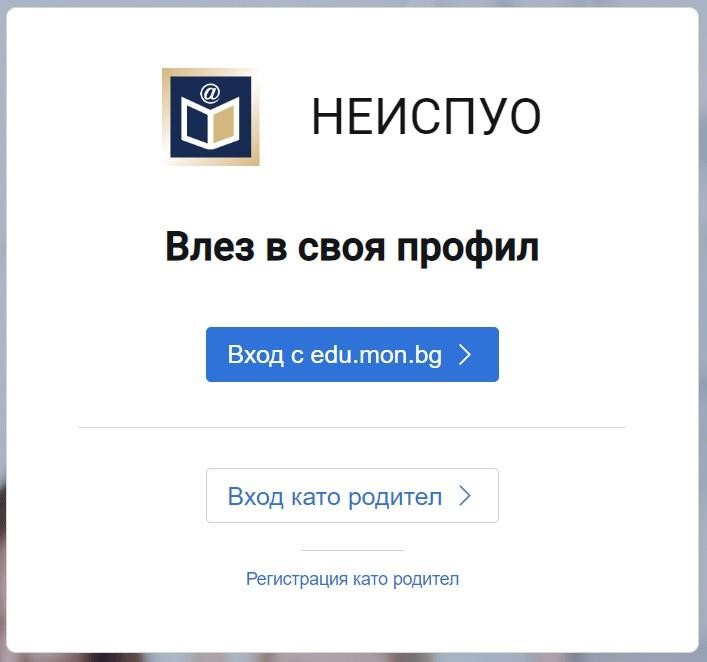 @
НЕИСПУО
Влез в своя профил
Вход с edu.mon.bg
Вход като родител
Регистрация като родител